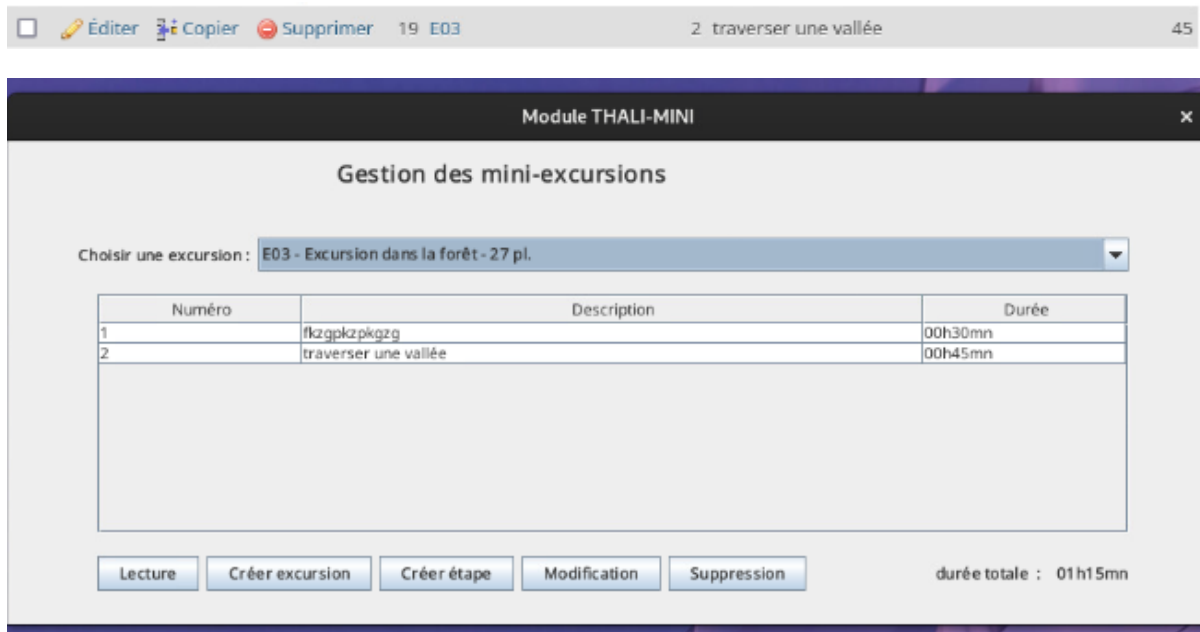 Éditer Copier Supprimer 19 E03 2 traverser une vallée 45
Module THALI-MINI ×
Gestion des mini-excursions
Choisir une excursion : E03 - Excursion dans la forêt - 27 pl.
Numéro Description Durée
1 fkzgpkzpkgzg 00h30mn
2 traverser une vallée 00h45mn
Lecture Créer excursion Créer étape Modification Suppression durée totale : 01h15mn